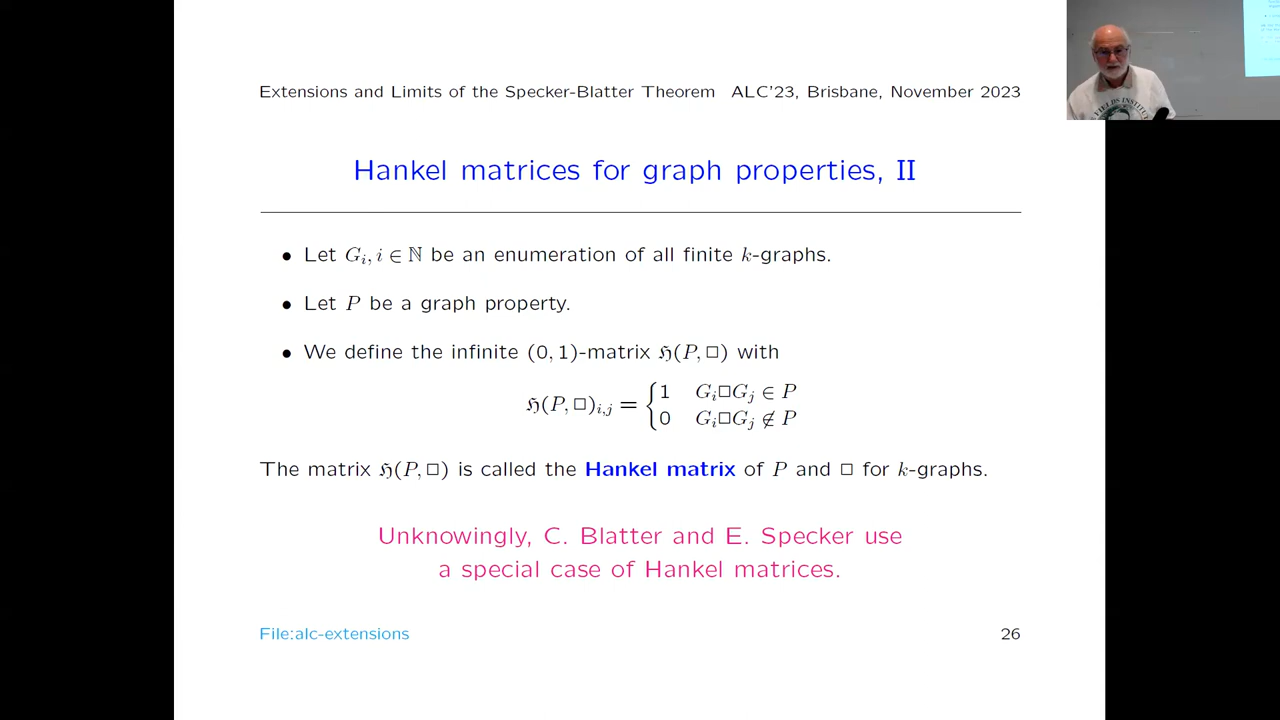 Extensions and Limits of the Specker-Blatter Theorem ALC'23, Brisbane, November 2023
Hankel matrices for graph properties, II
• Let G_i, i ∈ ℕ be an enumeration of all finite k-graphs.
• Let P be a graph property.
• We define the infinite (0, 1)-matrix ℌ(P, □) with
ℌ(P, □)_{i,j} = { 1 G_i□G_j ∈ P
0 G_i□G_j ∉ P
The matrix ℌ(P, □) is called the Hankel matrix of P and □ for k-graphs.
Unknowingly, C. Blatter and E. Specker use
a special case of Hankel matrices.
File:alc-extensions
26